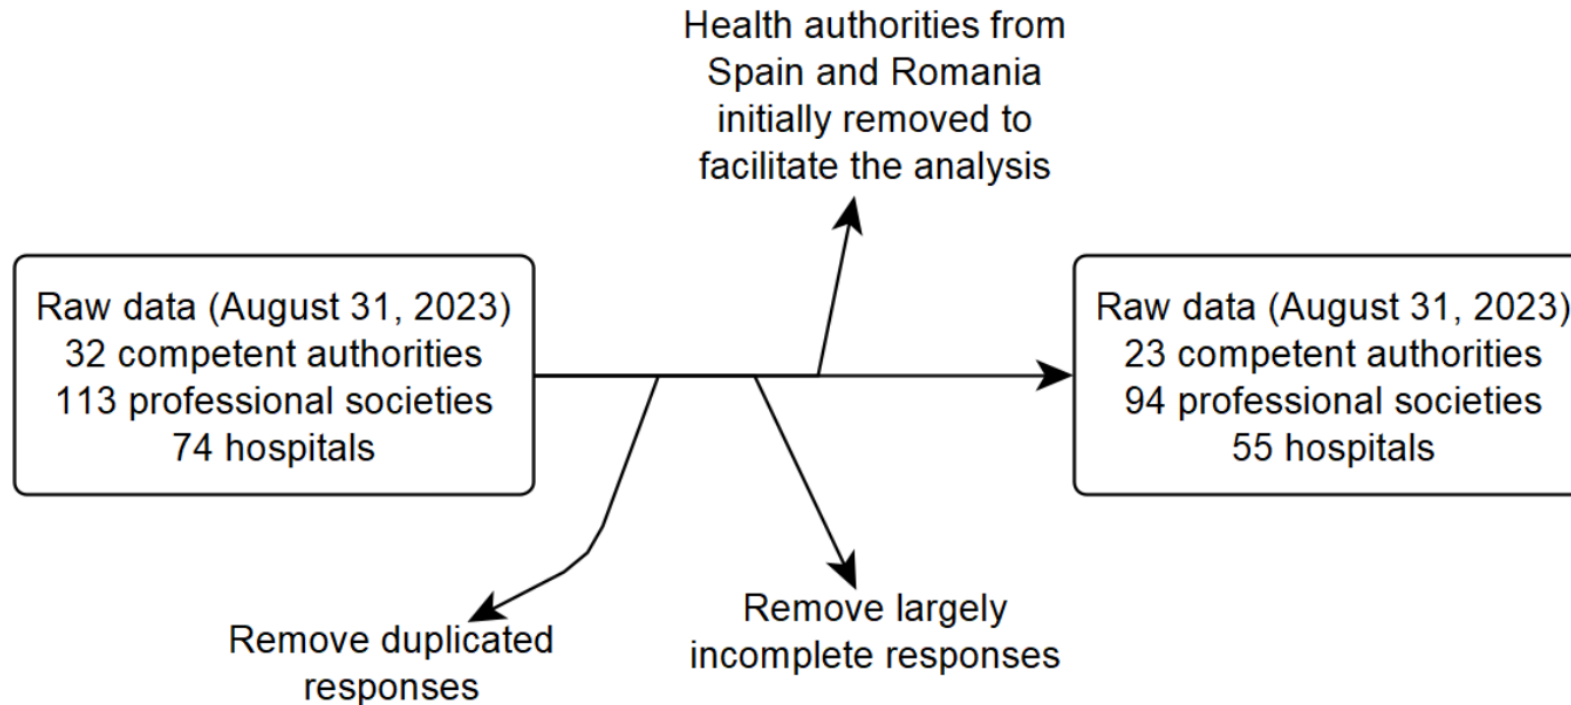 Health authorities from
Spain and Romania
initially removed to
facilitate the analysis
Raw data (August 31, 2023)
32 competent authorities
113 professional societies
74 hospitals
Raw data (August 31, 2023)
23 competent authorities
94 professional societies
55 hospitals
Remove duplicated
responses
Remove largely
incomplete responses